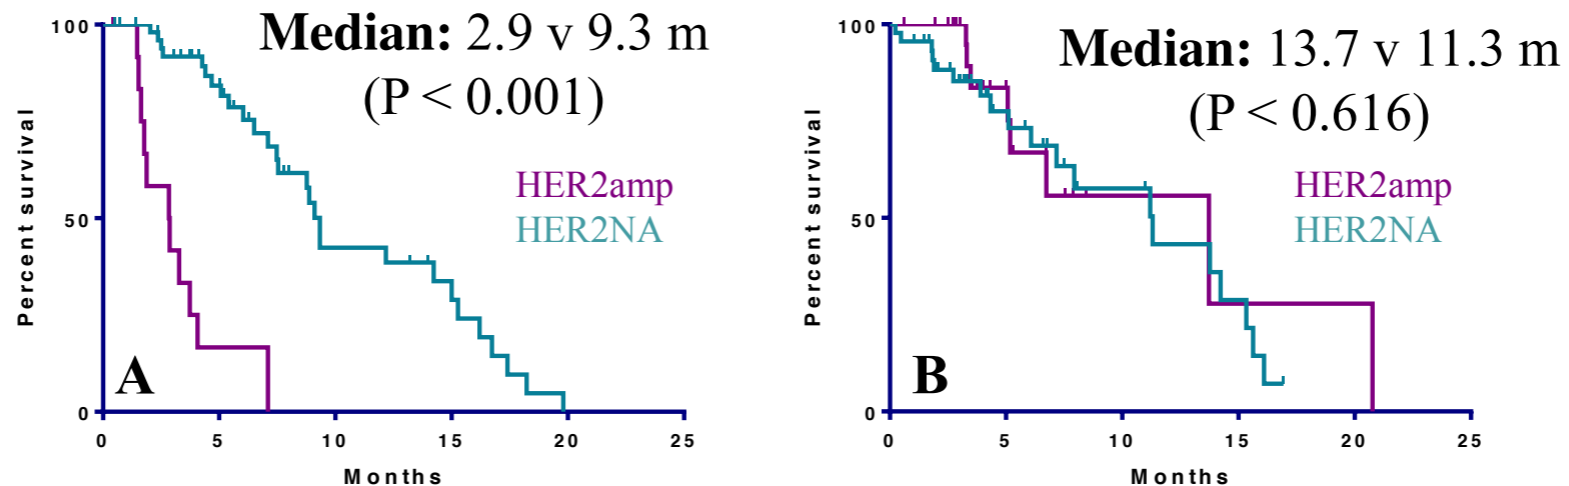 Median: 2.9 v 9.3 m
(P < 0.001)
HER2amp
HER2NA
Percent survival
100
50
0
A
0 5 10 15 20 25
Months
Median: 13.7 v 11.3 m
(P < 0.616)
HER2amp
HER2NA
Percent survival
100
50
0
B
0 5 10 15 20 25
Months